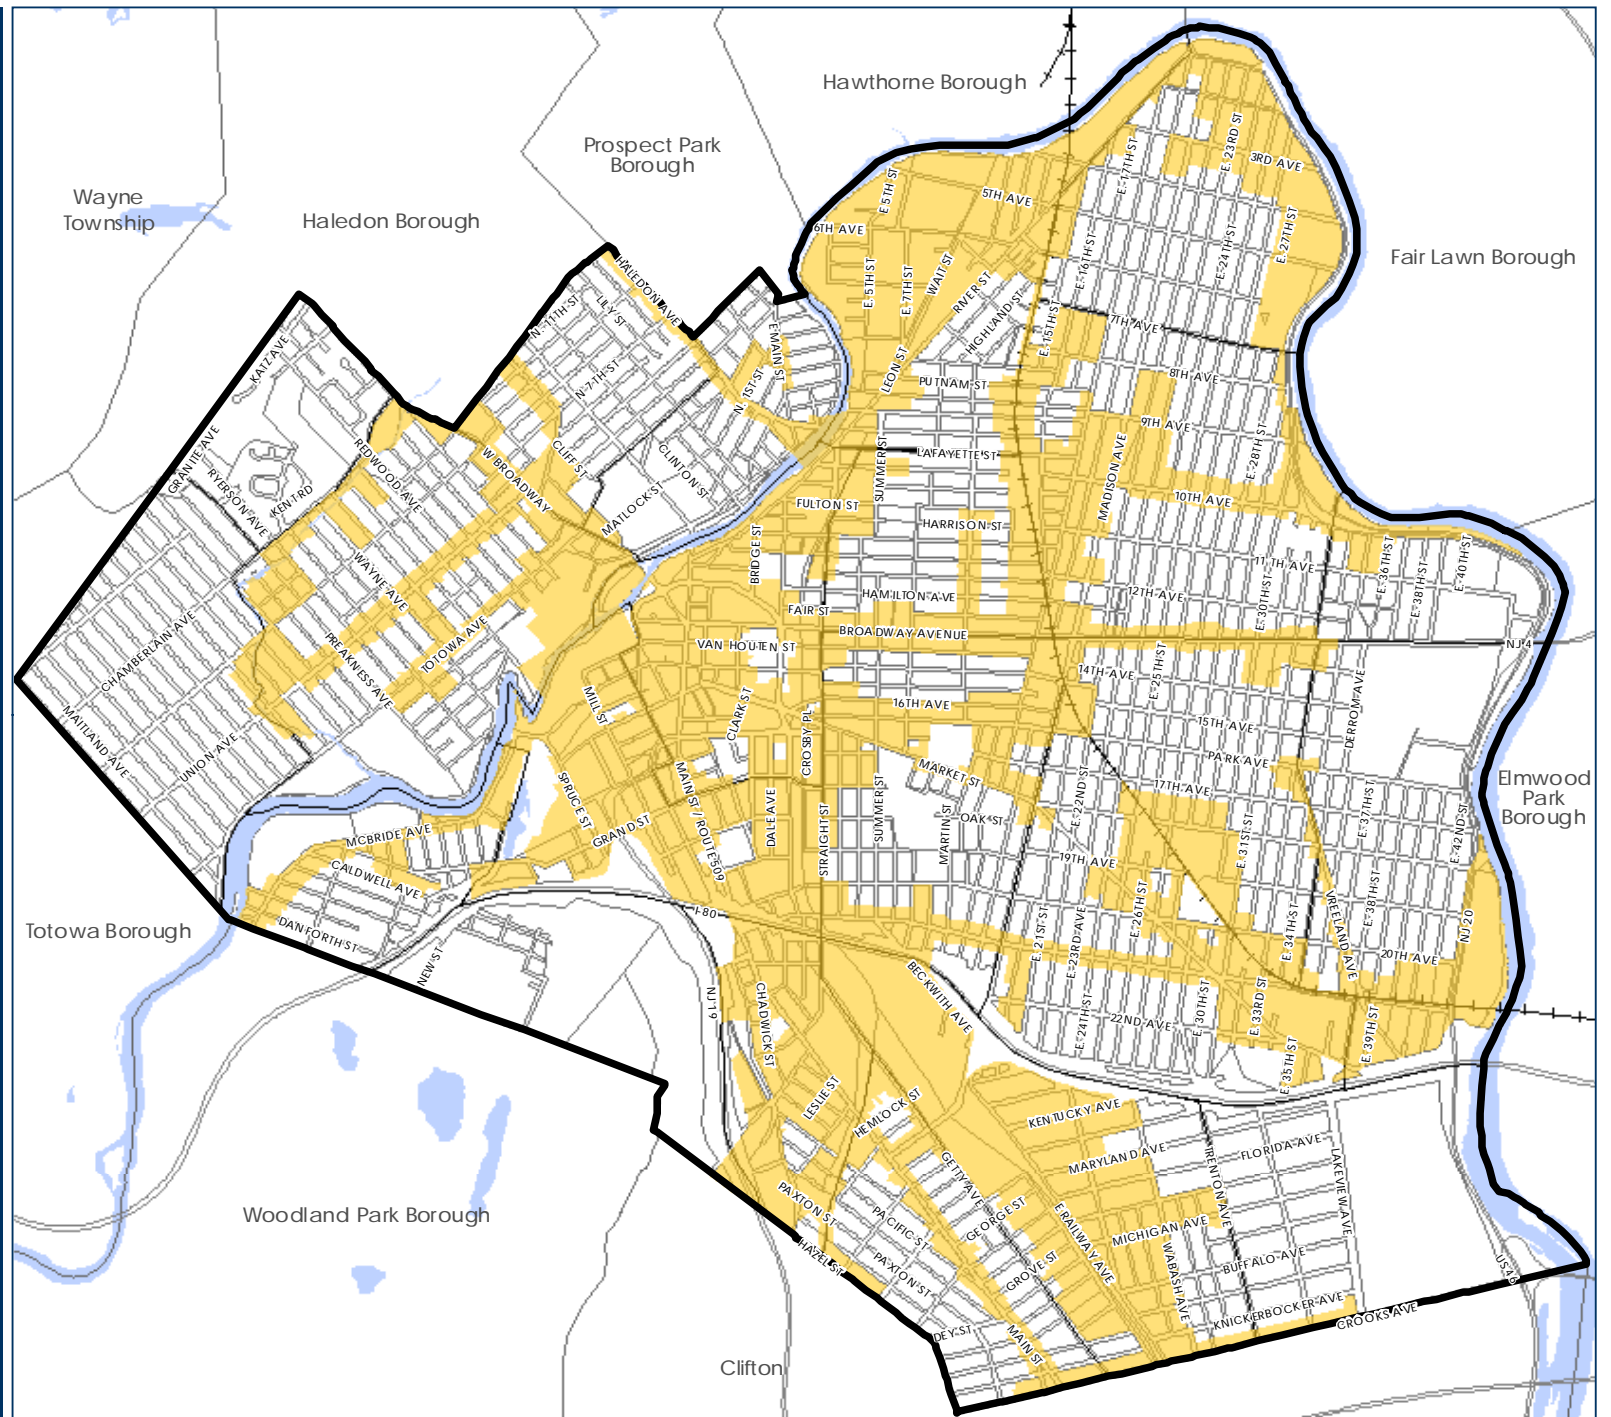 Hawthorne Borough
Prospect Park
Borough
Wayne
Township
Haledon Borough
Fair Lawn Borough
Elmwood
Park
Borough
Totowa Borough
Woodland Park Borough
Clifton
E. 23RD ST
3RD AVE
E. 17TH ST
5TH AVE
E 5TH ST
6TH AVE
E. 27TH ST
E. 24TH ST
E. 16TH ST
E. 5TH ST
E. 7TH ST
WAIT ST
RIVER ST
HIGHLAND ST
E. 15TH ST
7TH AVE
HALEDON AVE
LILY ST
N. 11TH ST
N 7TH ST
E MAIN ST
N. 1ST ST
LEON ST
PUTNAM ST
8TH AVE
9TH AVE
KATZ AVE
GRANITE AVE
RYERSON AVE
KENT RD
REDWOOD AVE
W BROADWAY
CLIFF ST
CLINTON ST
MATLOCK ST
SUMMER ST
LAFAYETTE ST
MADISON AVE
E. 28TH ST
10TH AVE
FULTON ST
HARRISON ST
BRIDGE ST
11TH AVE
E. 36TH ST
E. 38TH ST
E. 40TH ST
WAYNE AVE
HAMILTON AVE
12TH AVE
E. 30TH ST
FAIR ST
CHAMBERLAIN AVE
PREAKNESS AVE
TOTOWA AVE
VAN HOUTEN ST
BROADWAY AVENUE
NJ 4
14TH AVE
E. 25TH ST
MAITLAND AVE
UNION AVE
MILL ST
CLARK ST
CROSBY PL
16TH AVE
15TH AVE
DERROM AVE
PARK AVE
MARKET ST
17TH AVE
SPRUCE ST
MAIN ST / ROUTE 509
DALE AVE
STRAIGHT ST
SUMMER ST
MARTIN ST
OAK ST
E. 22ND ST
E. 37TH ST
E. 42ND ST
MCBRIDE AVE
GRAND ST
CALDWELL AVE
19TH AVE
E. 31ST ST
E. 26TH ST
E. 38TH ST
DANFORTH ST
NEW ST
I-80
E. 21ST ST
E. 23RD AVE
E. 34TH ST
VREELAND AVE
20TH AVE
NJ 20
NJ 19
CHADWICK ST
BECKWITH AVE
E. 24TH ST
22ND AVE
E. 30TH ST
E. 33RD ST
E. 35TH ST
E. 39TH ST
LESLIE ST
HEMLOCK ST
KENTUCKY AVE
MARYLAND AVE
TRENTON AVE
FLORIDA AVE
LAKEVIEW AVE
PAXTON ST
PACIFIC ST
GETTY AVE
GEORGE ST
E RAILWAY AVE
MICHIGAN AVE
WABASH AVE
BUFFALO AVE
HAZEL ST
PAXTON ST
GROVE ST
KNICKERBOCKER AVE
CROOKS AVE
US 46
DEY ST
MAIN ST